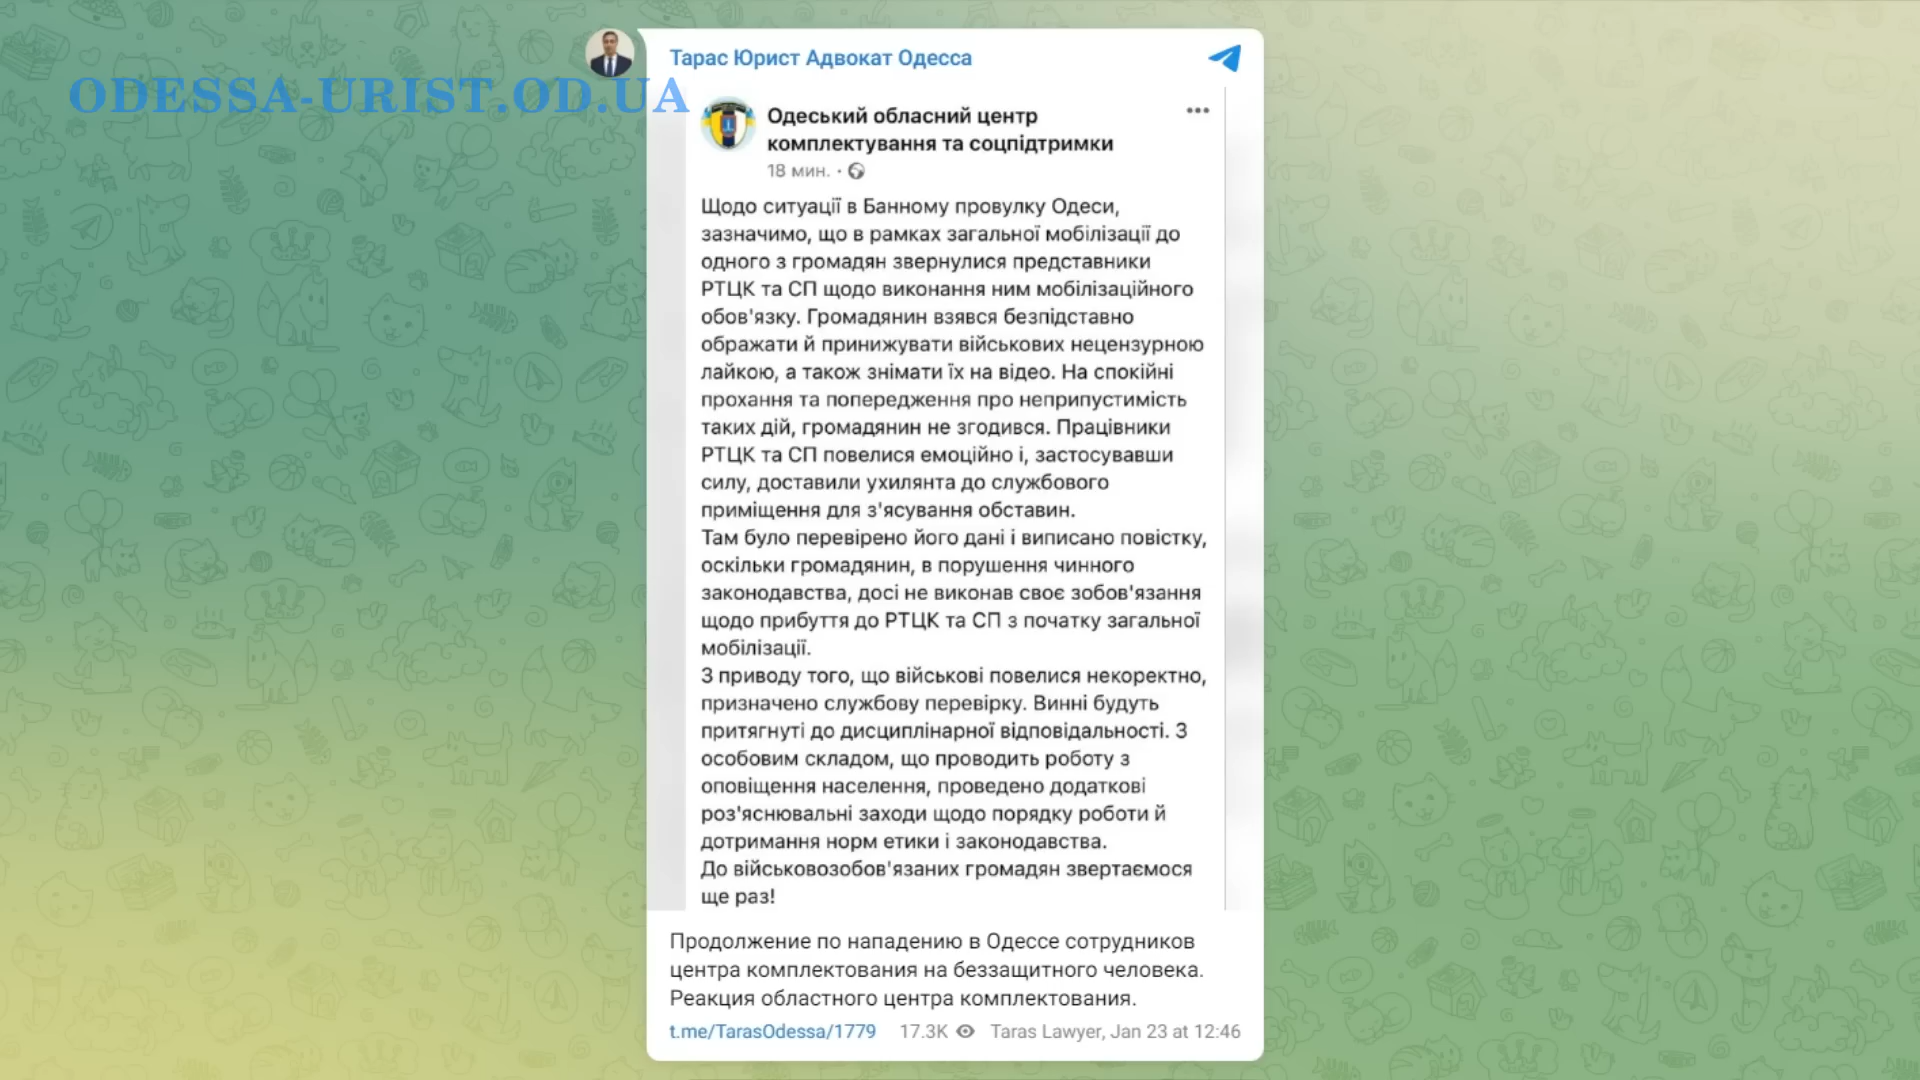 Тарас Юрист Адвокат Одесса
ODESSA-URIST.OD.UA
Одеський обласний центр
комплектування та соцпідтримки
18 мин. ·
Щодо ситуації в Банному провулку Одеси,
зазначимо, що в рамках загальної мобілізації до
одного з громадян звернулися представники
РТЦК та СП щодо виконання ним мобілізаційного
обов'язку. Громадянин взявся безпідставно
ображати й принижувати військових нецензурною
лайкою, а також знімати їх на відео. На спокійні
прохання та попередження про неприпустимість
таких дій, громадянин не згодився. Працівники
РТЦК та СП повелися емоційно і, застосувавши
силу, доставили ухилянта до службового
приміщення для з'ясування обставин.
Там було перевірено його дані і виписано повістку,
оскільки громадянин, в порушення чинного
законодавства, досі не виконав своє зобов'язання
щодо прибуття до РТЦК та СП з початку загальної
мобілізації.
З приводу того, що військові повелися некоректно,
призначено службову перевірку. Винні будуть
притягнуті до дисциплінарної відповідальності. З
особовим складом, що проводить роботу з
оповіщення населення, проведено додаткові
роз'яснювальні заходи щодо порядку роботи й
дотримання норм етики і законодавства.
До військовозобов'язаних громадян звертаємося
ще раз!
Продолжение по нападению в Одессе сотрудников
центра комплектования на беззащитного человека.
Реакция областного центра комплектования.
t.me/TarasOdessa/1779 17.3K Taras Lawyer, Jan 23 at 12:46